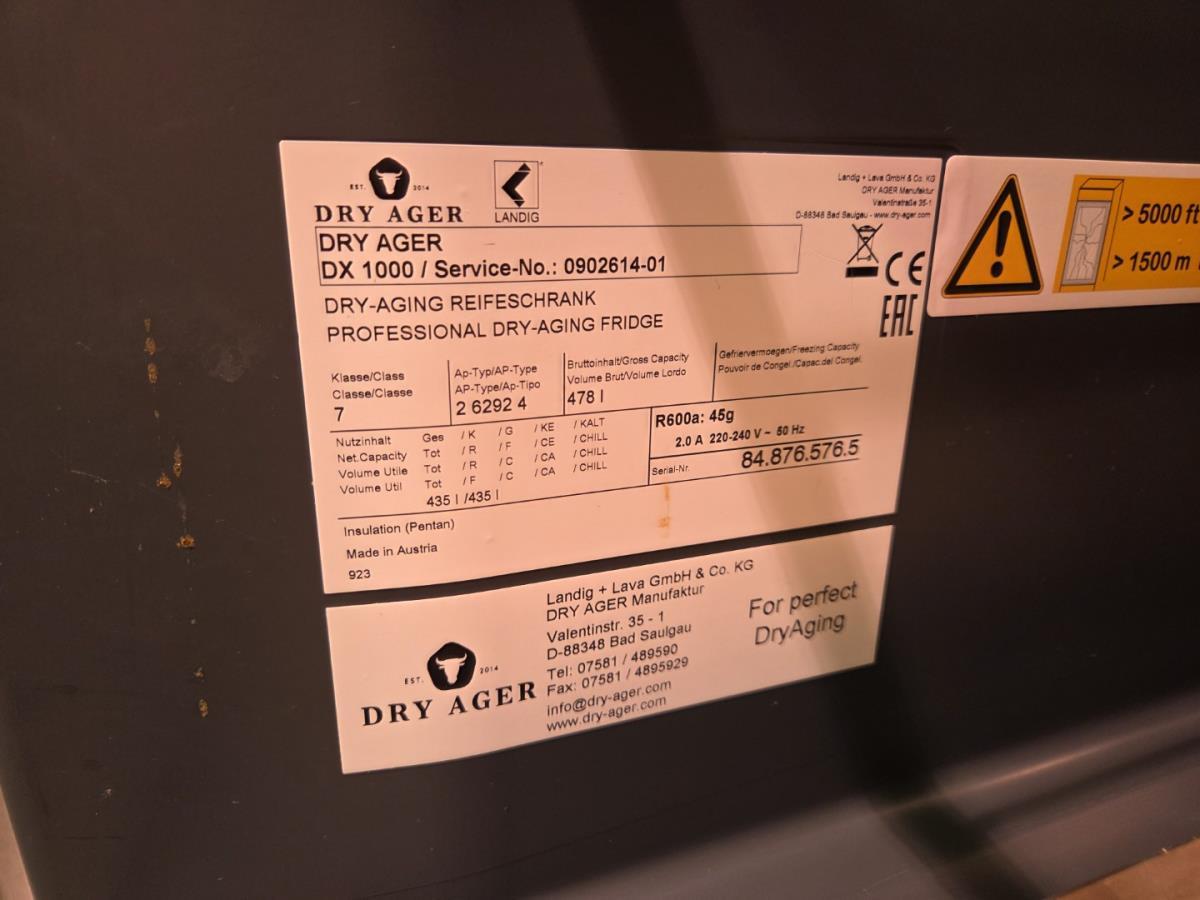 EST. 2014
DRY AGER
LANDIG
Landig + Lava GmbH & Co. KG
DRY AGER Manufaktur
Valentinstraße 35-1
D-88348 Bad Saulgau - www.dry-ager.com
DRY AGER
DX 1000 / Service-No.: 0902614-01
CE
EAC
DRY-AGING REIFESCHRANK
PROFESSIONAL DRY-AGING FRIDGE
Klasse/Class
Classe/Classe
7
Ap-Typ/AP-Type
AP-Type/Ap-Tipo
2 6292 4
Bruttoinhalt/Gross Capacity
Volume Brut/Volume Lordo
478 l
Gefriervermoegen/Freezing Capacity
Pouvoir de Congel./Capac.del Congel.
Nutzinhalt Ges / K / G / KE / KALT
Net.Capacity Tot / R / F / CE / CHILL
Volume Utile Tot / R / C / CA / CHILL
Volume Util Tot / F / C / CA / CHILL
435 l /435 l
R600a: 45g
2.0 A 220-240 V ~ 50 Hz
Serial-Nr. 84.876.576.5
Insulation (Pentan)
Made in Austria
923
> 5000 ft
> 1500 m
EST. 2014
DRY AGER
Landig + Lava GmbH & Co. KG
DRY AGER Manufaktur
Valentinstr. 35 - 1
D-88348 Bad Saulgau
Tel: 07581 / 489590
Fax: 07581 / 4895929
info@dry-ager.com
www.dry-ager.com
For perfect
DryAging